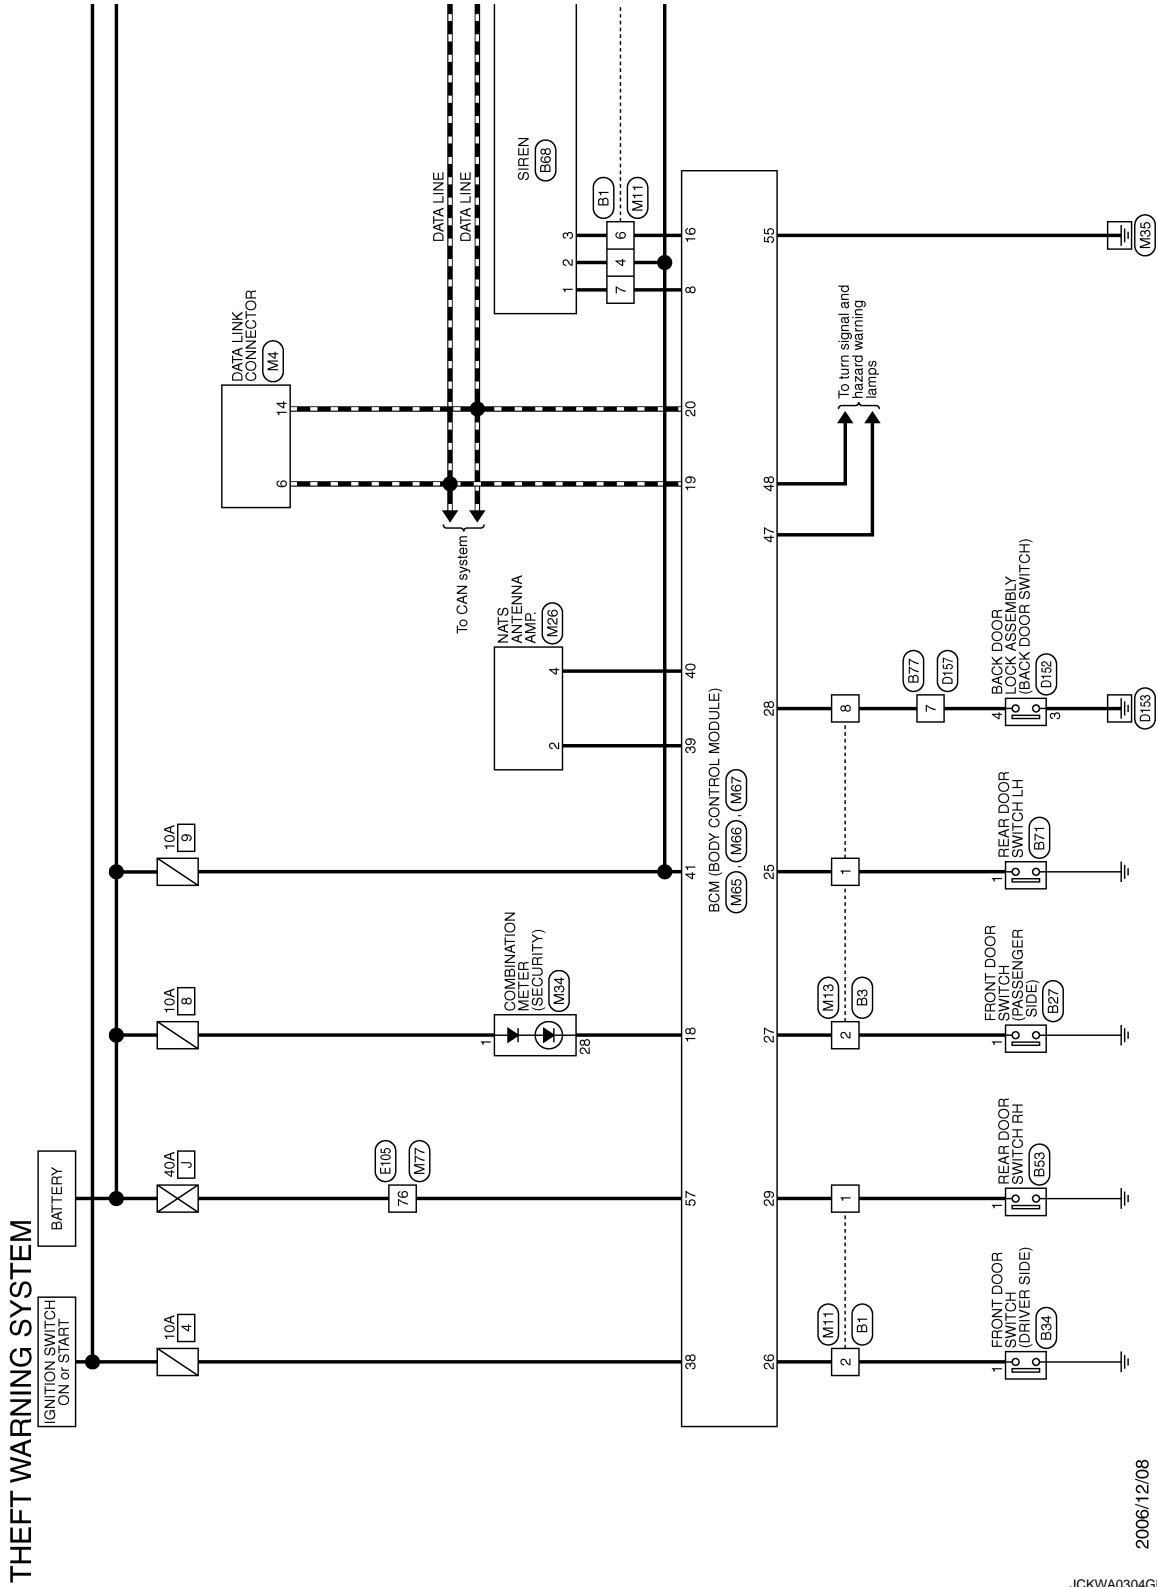 THEFT WARNING SYSTEM
IGNITION SWITCH
ON or START
BATTERY
10A
4
40A
J
10A
8
10A
9
E105
M77
76
COMBINATION
METER
(SECURITY)
M34
1
28
NATS
ANTENNA
AMP.
M26
2
4
To CAN system
DATA LINK
CONNECTOR
M4
6
14
DATA LINE
DATA LINE
SIREN
B68
1
2
3
7
4
6
B1
M11
38
57
18
41
39
40
19
20
8
16
BCM (BODY CONTROL MODULE)
M65 , M66 , M67
26
29
27
25
28
47
48
55
To turn signal and
hazard warning
lamps
M11
B1
2
1
M13
B3
2
1
8
B77
D157
7
FRONT DOOR
SWITCH
(DRIVER SIDE)
B34
1
REAR DOOR
SWITCH RH
B53
1
FRONT DOOR
SWITCH
(PASSENGER
SIDE)
B27
1
REAR DOOR
SWITCH LH
B71
1
BACK DOOR
LOCK ASSEMBLY
(BACK DOOR SWITCH)
D152
4
3
D153
M35
2006/12/08